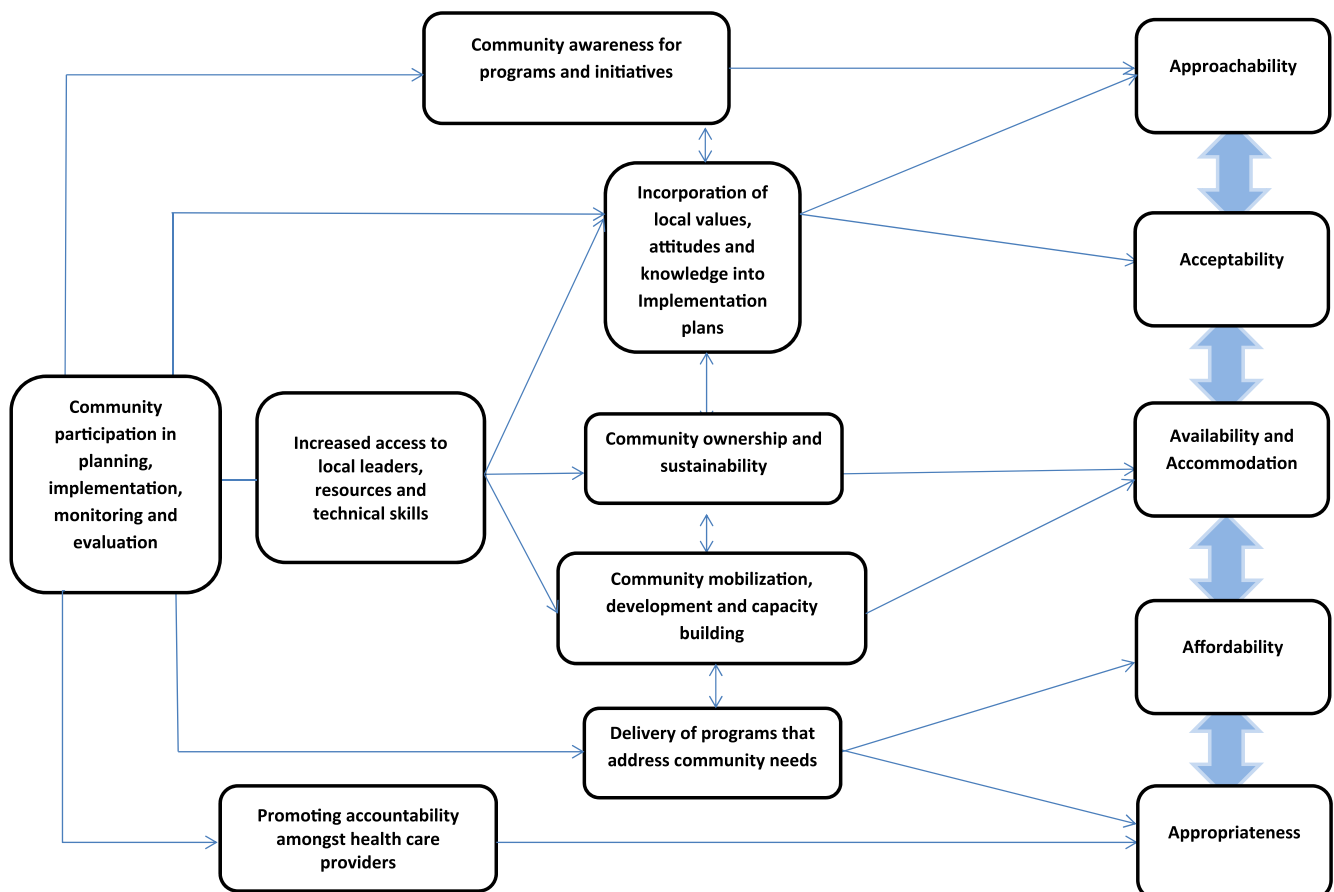 Community awareness for
programs and initiatives
Approachability
Incorporation of
local values,
attitudes and
knowledge into
Implementation
plans
Acceptability
Community
participation in
planning,
implementation,
monitoring and
evaluation
Increased access to
local leaders,
resources and
technical skills
Community ownership and
sustainability
Availability and
Accommodation
Community mobilization,
development and capacity
building
Affordability
Delivery of programs that
address community needs
Promoting accountability
amongst health care
providers
Appropriateness